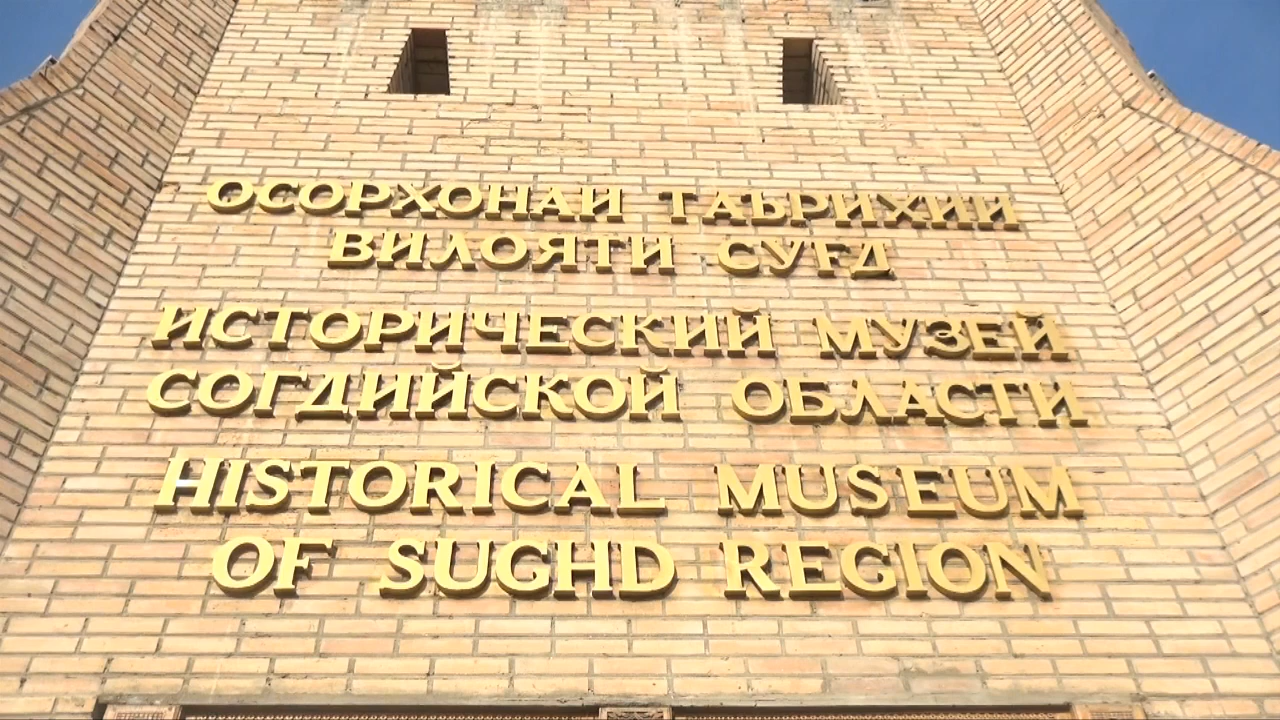 ОСОРХОНАИ ТАЪРИХИИ
ВИЛОЯТИ СУҒД
ИСТОРИЧЕСКИЙ МУЗЕЙ
СОГДИЙСКОЙ ОБЛАСТИ
HISTORICAL MUSEUM
OF SUGHD REGION